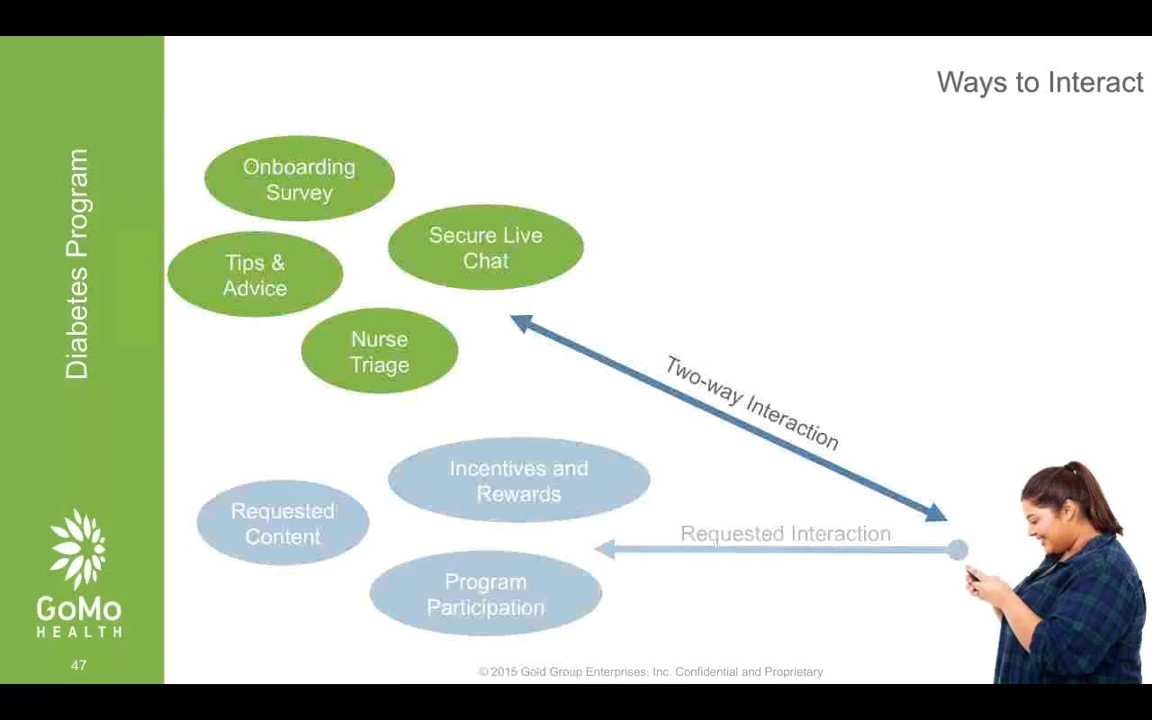 Ways to Interact
Diabetes Program
Onboarding
Survey
Secure Live
Chat
Tips &
Advice
Nurse
Triage
Two-way Interaction
Incentives and
Rewards
Requested
Content
Requested Interaction
Program
Participation
GoMo
HEALTH
47
© 2015 Gold Group Enterprises, Inc. Confidential and Proprietary